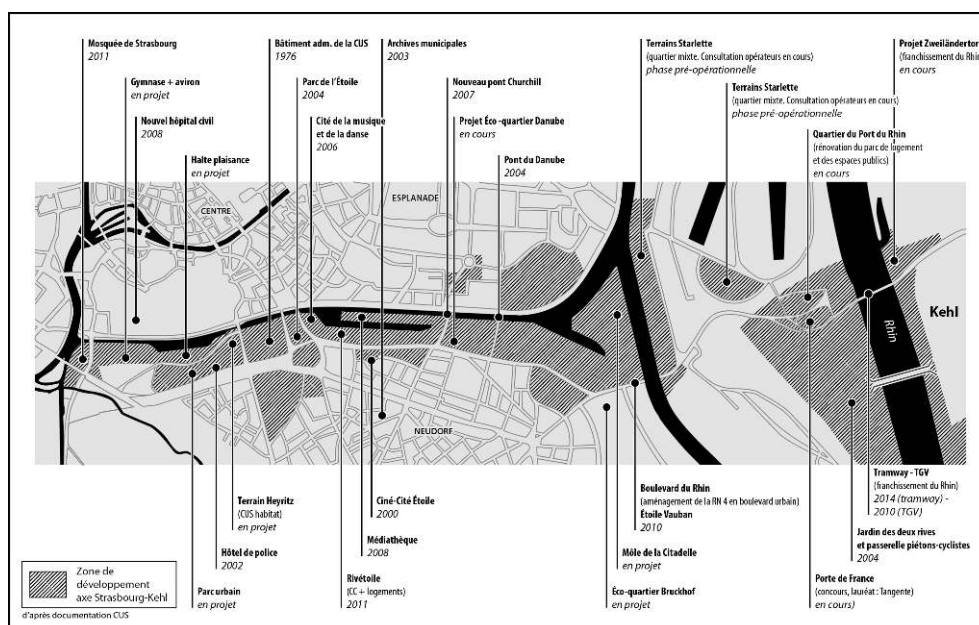 Mosquée de Strasbourg
2011
Gymnase + aviron
en projet
Nouvel hôpital civil
2008
Halte plaisance
en projet
Bâtiment adm. de la CUS
1976
Parc de l'Étoile
2004
Cité de la musique
et de la danse
2006
Archives municipales
2003
Nouveau pont Churchill
2007
Projet Éco -quartier Danube
en cours
Pont du Danube
2004
Terrains Starlette
(quartier mixte. Consultation opérateurs en cours)
phase pré-opérationnelle
Terrains Starlette
(quartier mixte. Consultation opérateurs en cours)
phase pré-opérationnelle
Quartier du Port du Rhin
(rénovation du parc de logement
et des espaces publics)
en cours
Projet Zweiländertor
(franchissement du Rhin
en cours
CENTRE
ESPLANADE
NEUDORF
Rhin
Kehl
Terrain Heyritz
(CUS habitat)
en projet
Hôtel de police
2002
Parc urbain
en projet
Ciné-Cité Étoile
2000
Médiathèque
2008
Rivétoile
(CC + logements)
2011
Boulevard du Rhin
(aménagement de la RN 4 en boulevard urbain)
Étoile Vauban
2010
Môle de la Citadelle
en projet
Éco-quartier Bruckhof
en projet
Tramway - TGV
(franchissement du Rhin)
2014 (tramway) -
2010 (TGV)
Jardin des deux rives
et passerelle piétons-cyclistes
2004
Porte de France
(concours, lauréat : Tangente)
en cours)
Zone de
développement
axe Strasbourg-Kehl
d'après documentation CUS